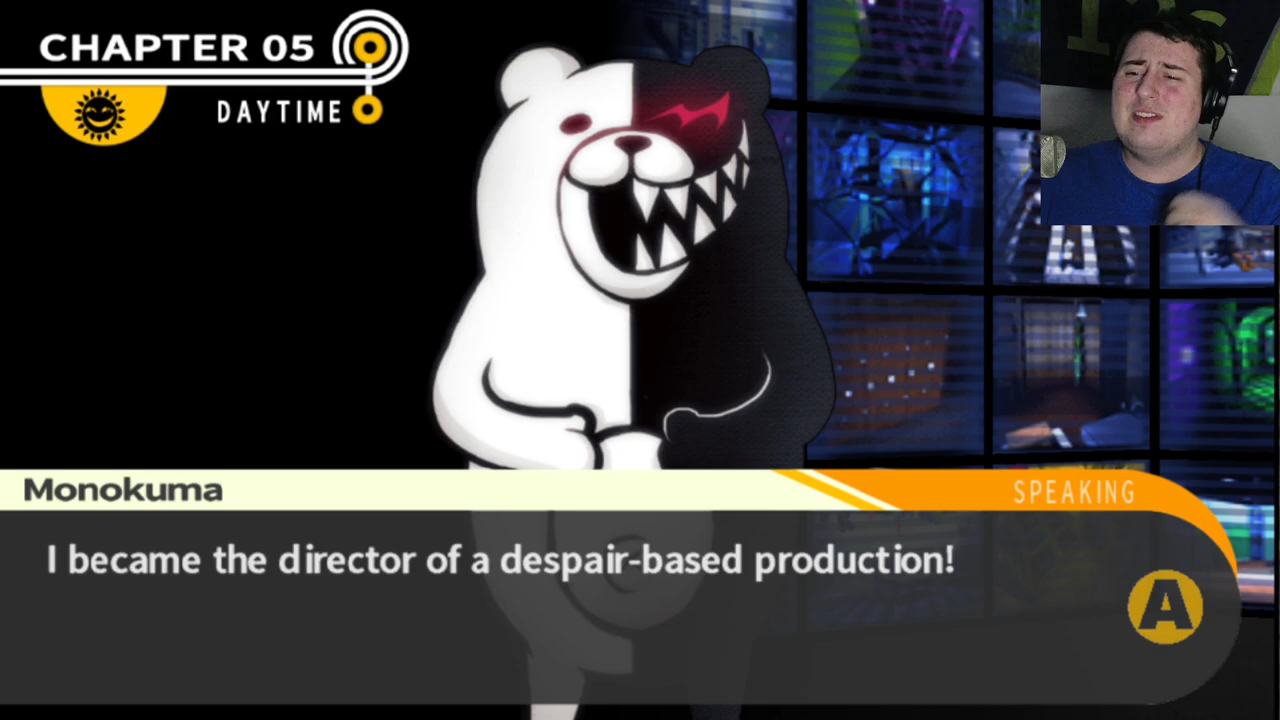 CHAPTER 05
DAYTIME
Monokuma
SPEAKING
I became the director of a despair-based production!
A